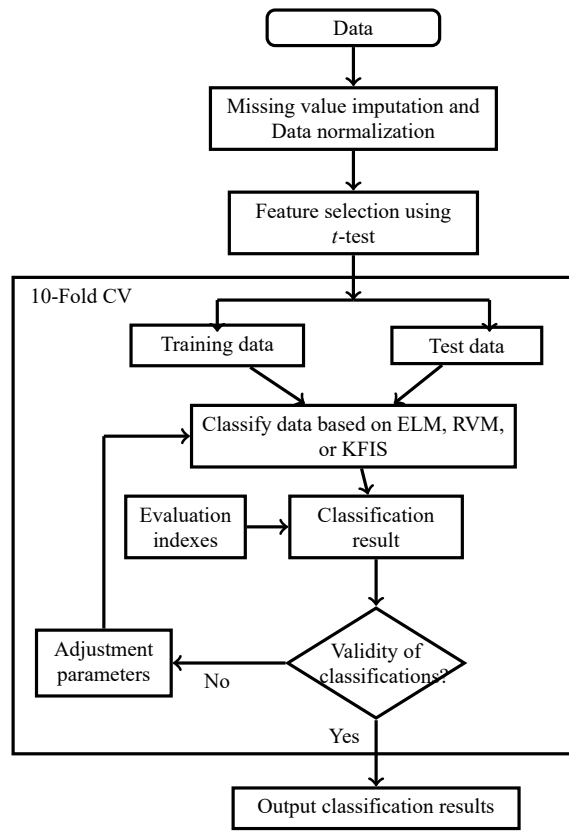 Data
Missing value imputation and
Data normalization
Feature selection using
t-test
10-Fold CV
Training data
Test data
Classify data based on ELM, RVM,
or KFIS
Evaluation
indexes
Classification
result
Adjustment
parameters
No
Validity of
classifications?
Yes
Output classification results